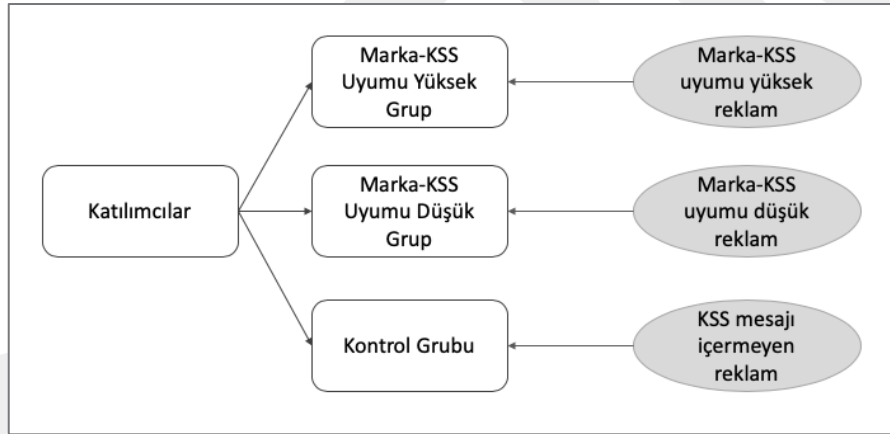 Marka-KSS
Uyumu Yüksek
Grup
Marka-KSS
uyumu yüksek
reklam
Katılımcılar
Marka-KSS
Uyumu Düşük
Grup
Marka-KSS
uyumu düşük
reklam
Kontrol Grubu
KSS mesajı
içermeyen
reklam